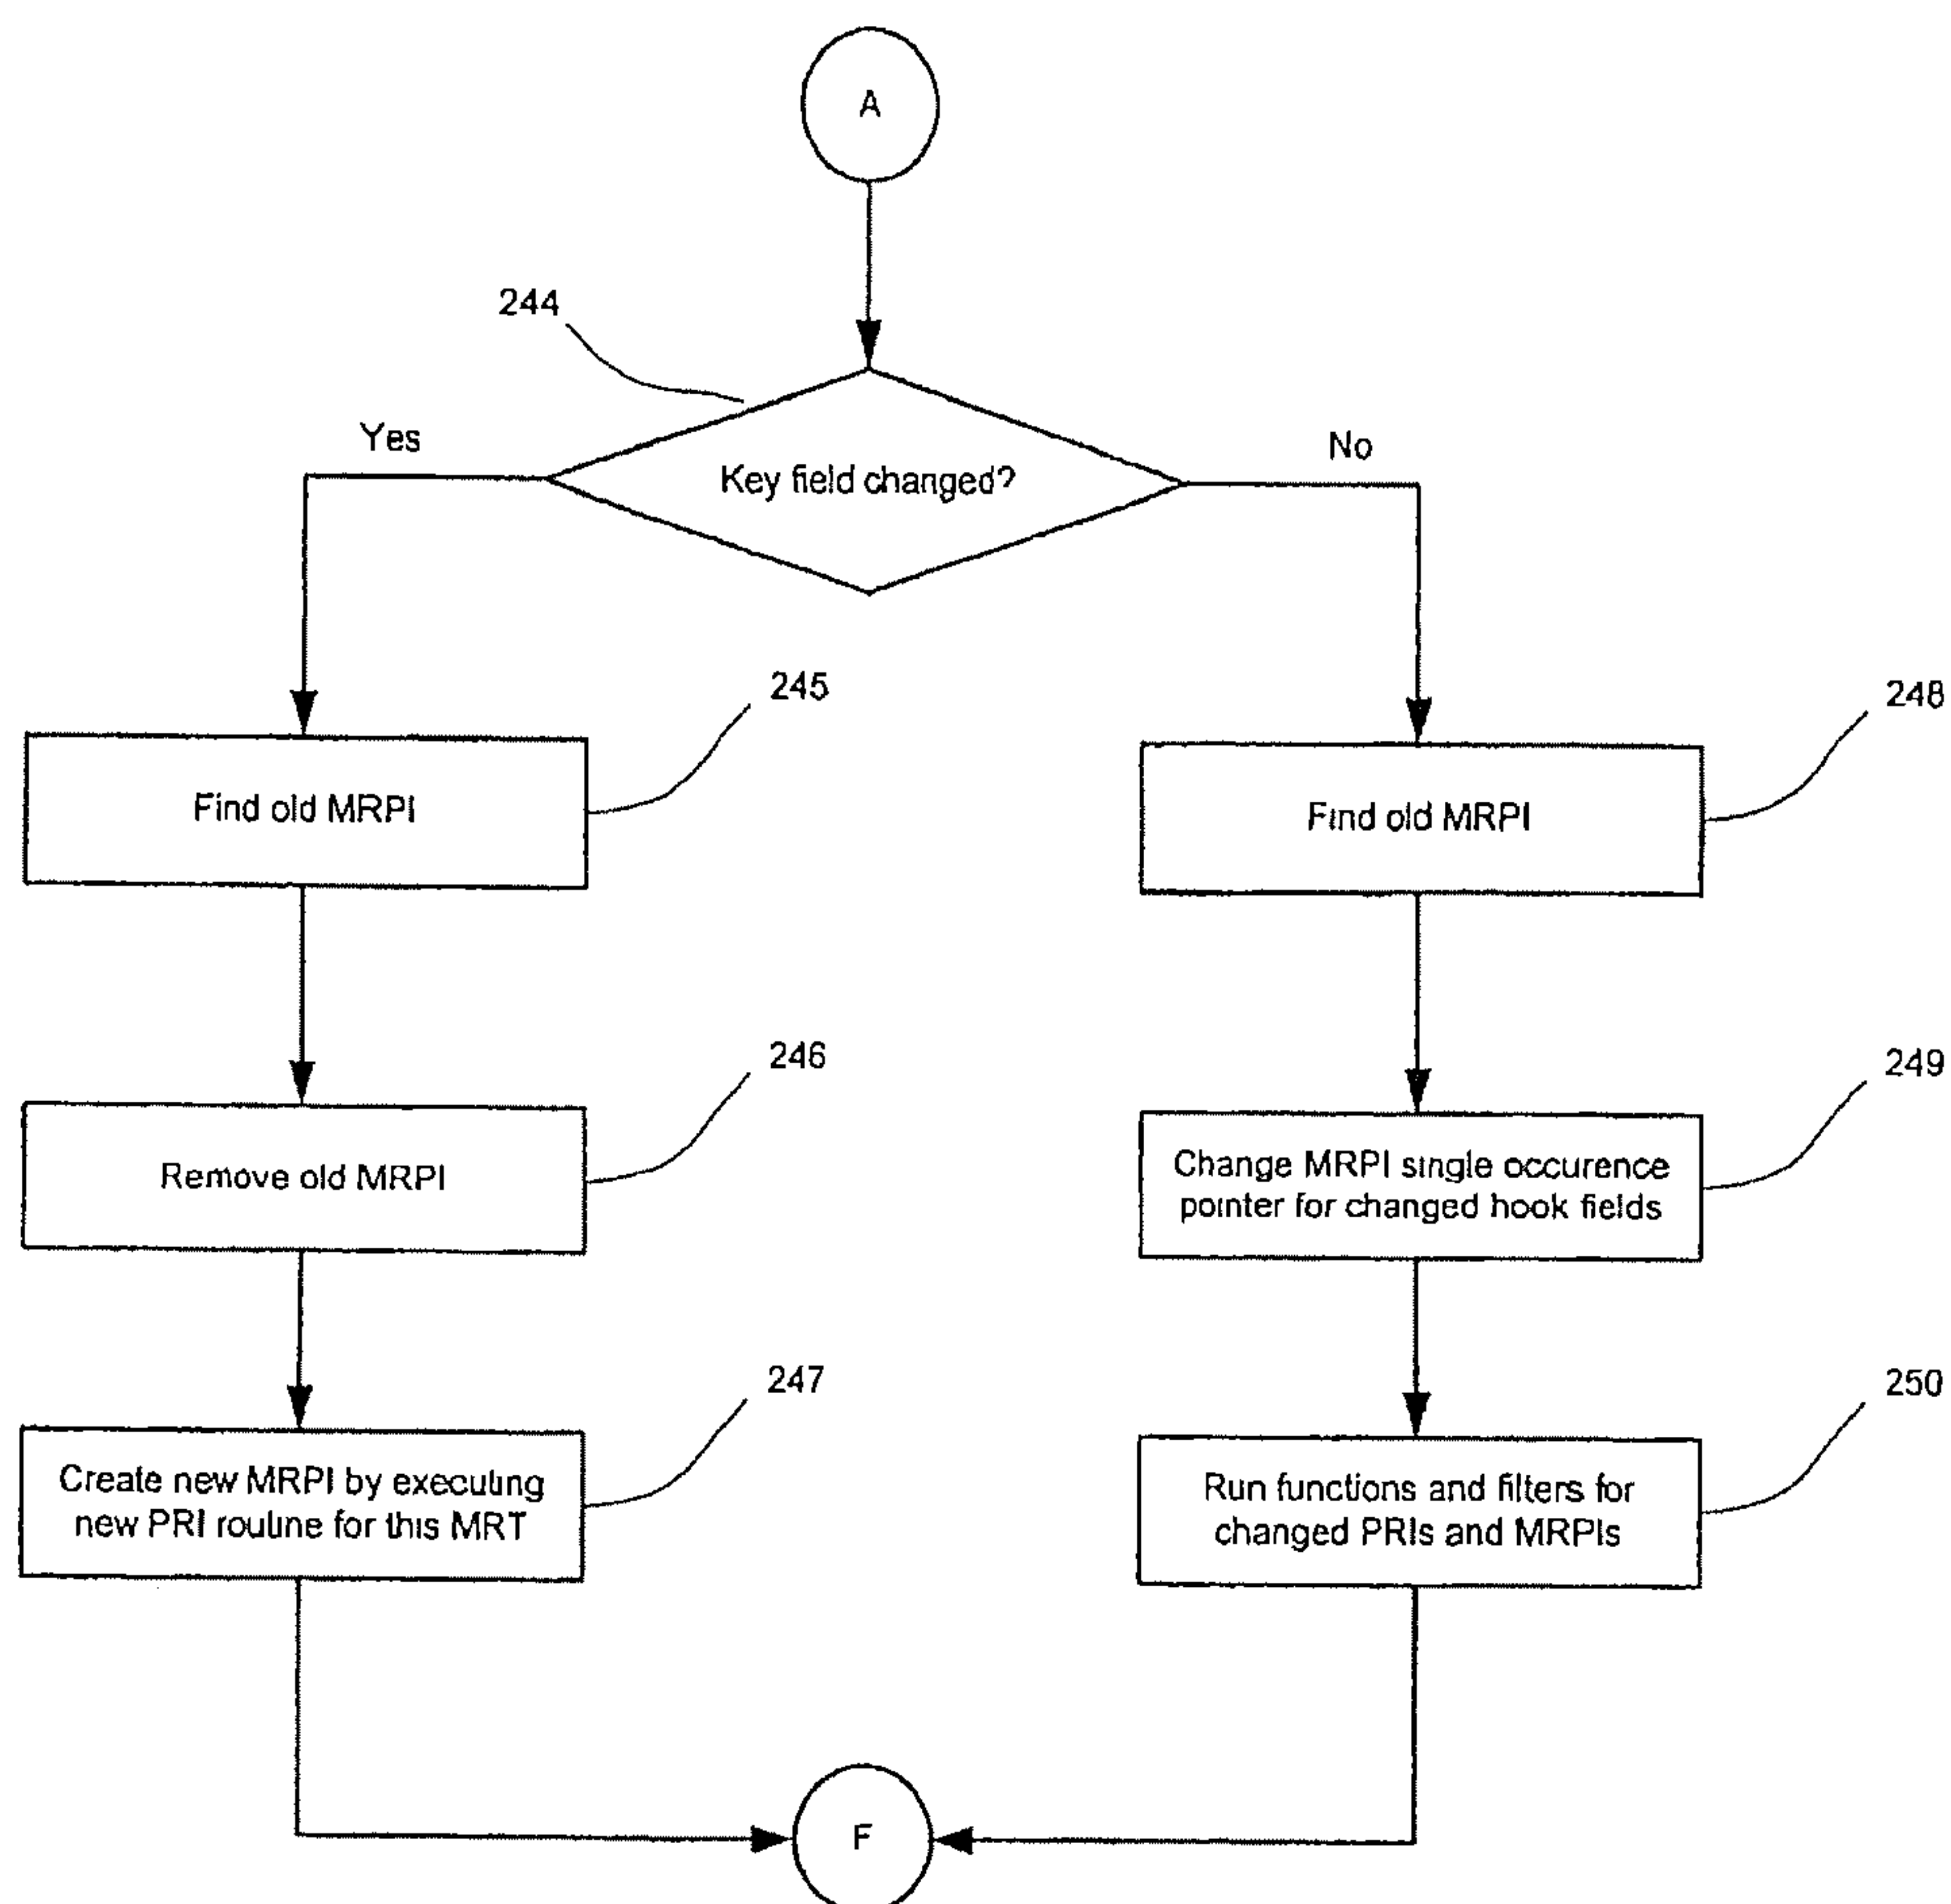 A
244
Yes
No
Key field changed?
245
248
Find old MRPI
Find old MRPI
246
249
Remove old MRPI
Change MRPI single occurence
pointer for changed hook fields
247
250
Create new MRPI by executing
new PRI routine for this MRT
Run functions and filters for
changed PRIs and MRPIs
F